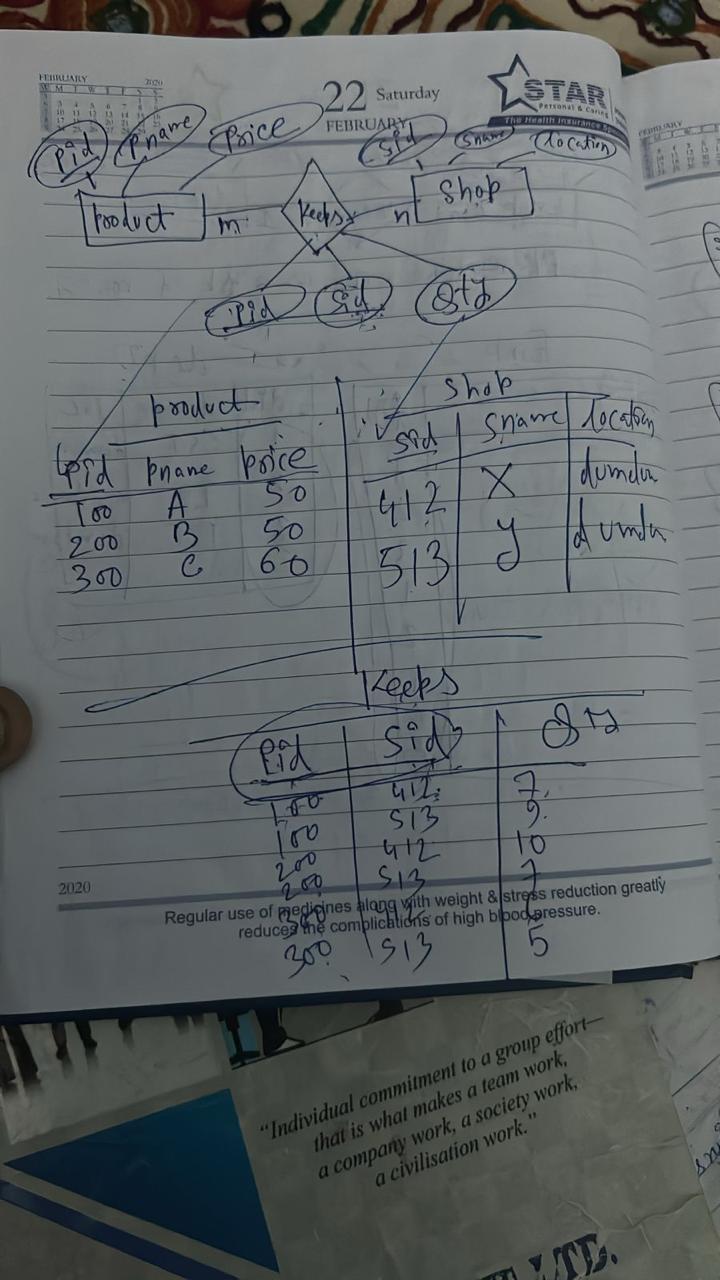 FEBRUARY 2020
22 Saturday
FEBRUARY
STAR
Personal & Caring
The Health Insurance
FEBRUARY
Pid Pname Price Sid Sname location
Product m Keeps n Shop
Pid Sid Qty
Product
Shop
Pid Pname Price
Sid Sname location
100 A 50
412 X dumdum
200 B 50
513 y dumdum
300 C 60
Keeps
Pid Sid Qty
100 412 7
100 513 9
200 412 10
200 513 7
300 412
300 513 5
2020
Regular use of medicines along with weight & stress reduction greatly
reduces the complications of high blood pressure.
“Individual commitment to a group effort—
that is what makes a team work,
a company work, a society work,
a civilisation work.”
LTD.